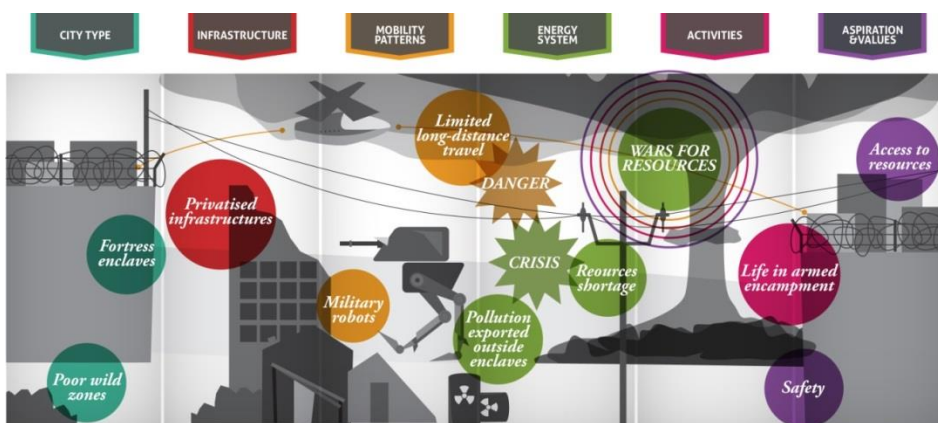 CITY TYPE
INFRASTRUCTURE
MOBILITY
PATTERNS
ENERGY
SYSTEM
ACTIVITIES
ASPIRATION
&VALUES
Limited
long-distance
travel
WARS FOR
RESOURCES
Access to
resources
DANGER
Privatised
infrastructures
Fortress
enclaves
CRISIS
Reources
shortage
Life in armed
encampment
Military
robots
Pollution
exported
outside
enclaves
Poor wild
zones
Safety